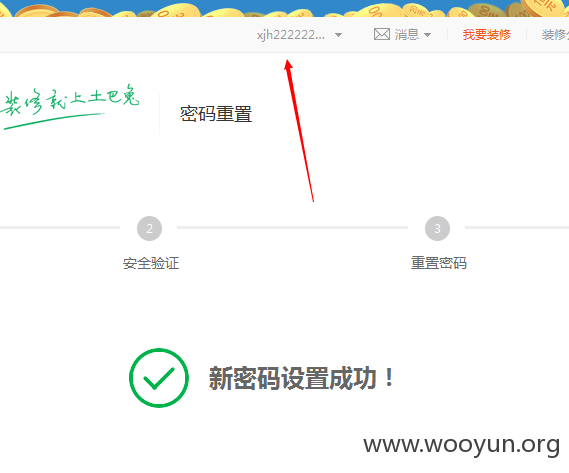 xjh222222... 消息 我要装修 装修
装修就上土巴兔
密码重置
2 3
安全验证 重置密码
新密码设置成功！
www.wooyun.org